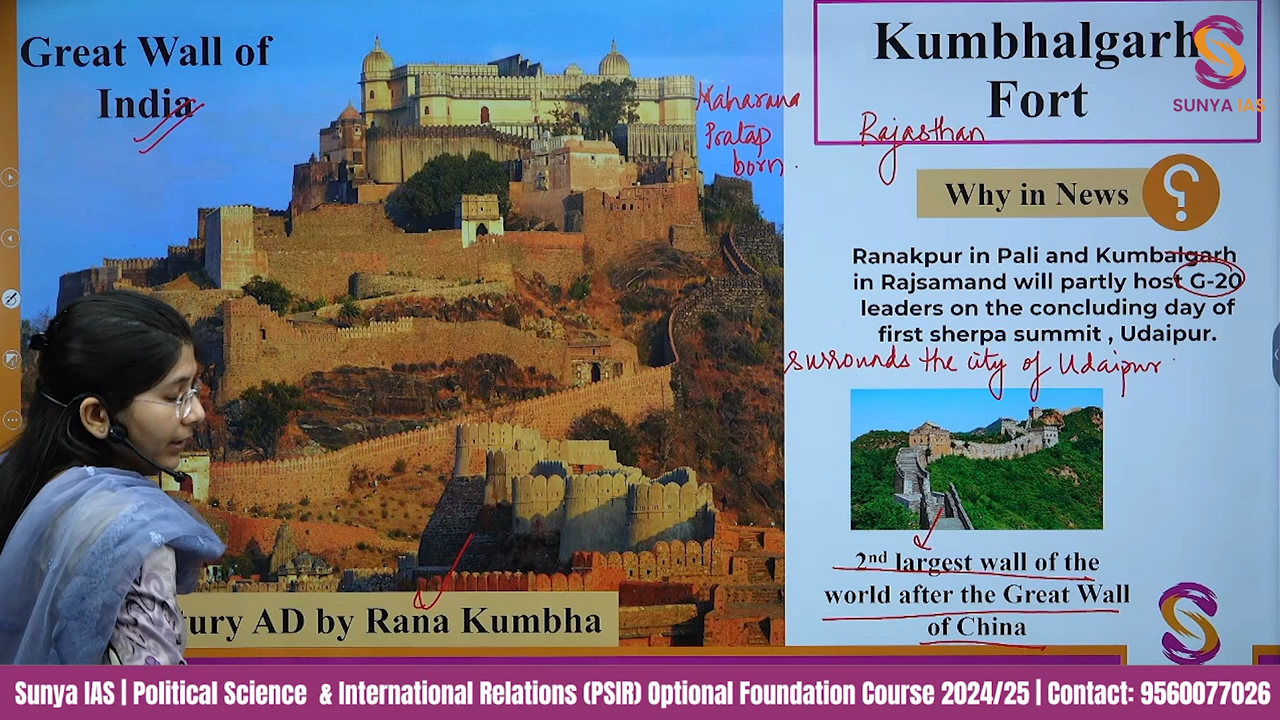 Great Wall of
India
Maharana
Pratap
born.
tury AD by Rana Kumbha
Kumbhalgarh
Fort
SUNYA IAS
Rajasthan
Why in News
?
Ranakpur in Pali and Kumbalgarh
in Rajsamand will partly host G-20
leaders on the concluding day of
first sherpa summit , Udaipur.
surrounds the city of Udaipur.
2nd largest wall of the
world after the Great Wall
of China
Sunya IAS | Political Science & International Relations (PSIR) Optional Foundation Course 2024/25 | Contact: 9560077026